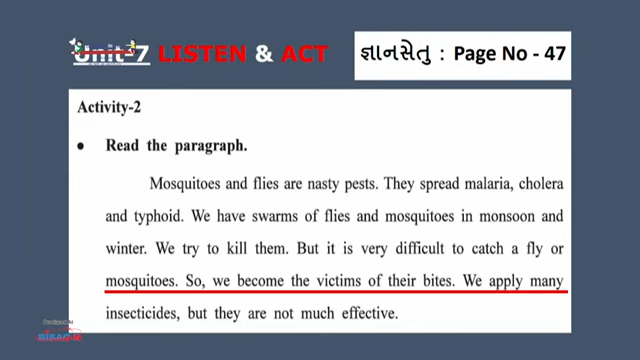 Unit-7 LISTEN & ACT
જ્ઞાનસેતુ : Page No - 47
Activity-2
• Read the paragraph.
Mosquitoes and flies are nasty pests. They spread malaria, cholera
and typhoid. We have swarms of flies and mosquitoes in monsoon and
winter. We try to kill them. But it is very difficult to catch a fly or
mosquitoes. So, we become the victims of their bites. We apply many
insecticides, but they are not much effective.